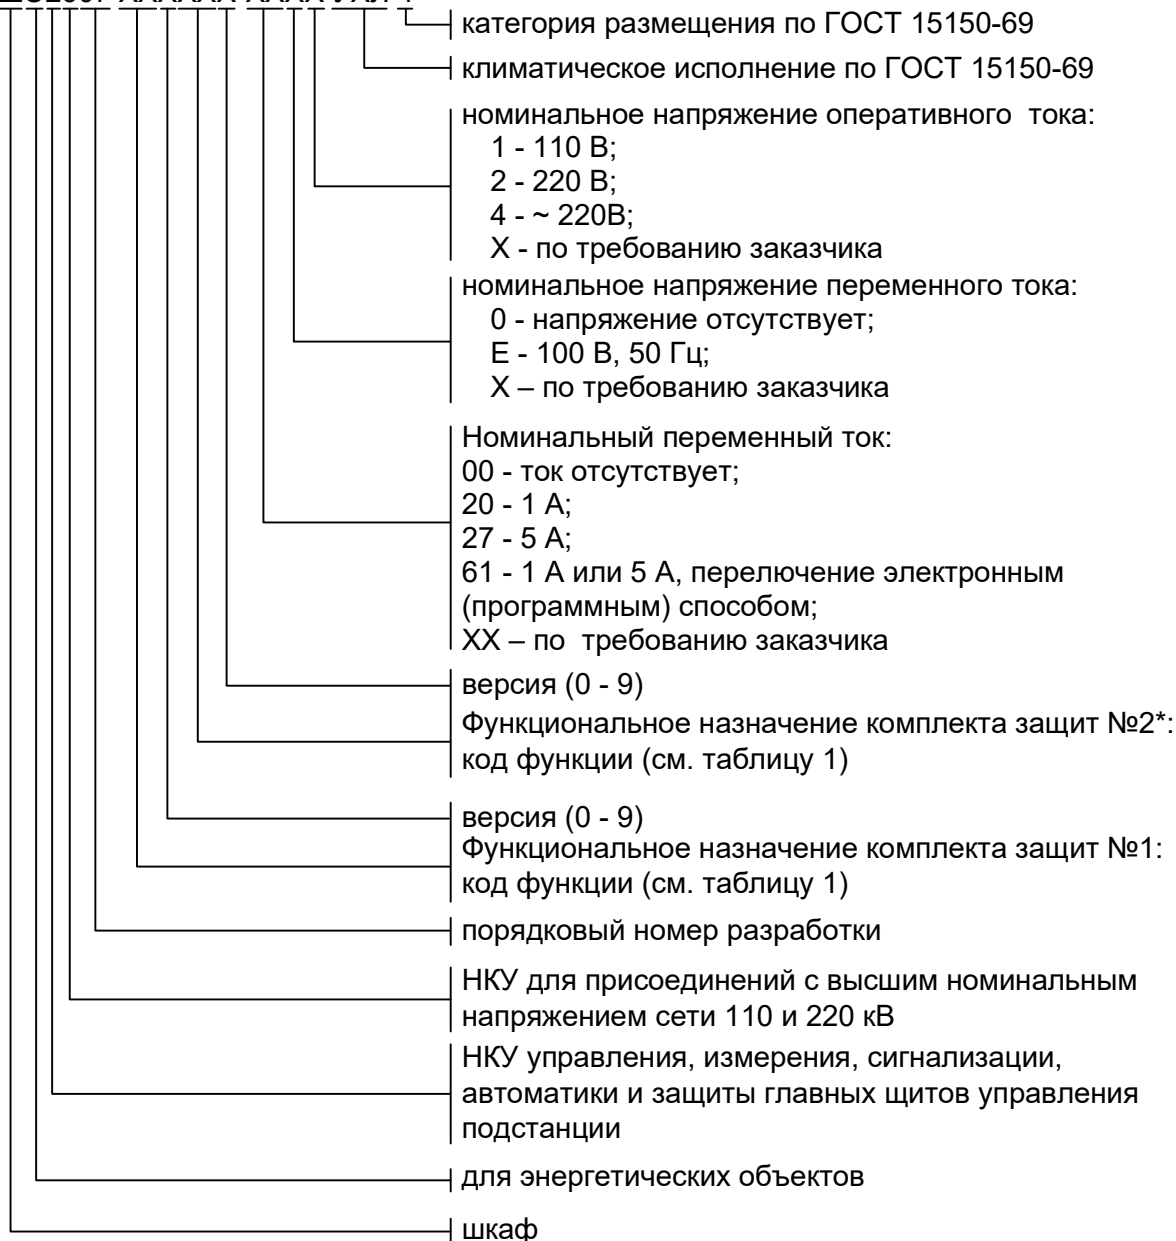 категория размещения по ГОСТ 15150-69
климатическое исполнение по ГОСТ 15150-69
номинальное напряжение оперативного тока:
1 - 110 В;
2 - 220 В;
4 - ~ 220В;
Х - по требованию заказчика
номинальное напряжение переменного тока:
0 - напряжение отсутствует;
Е - 100 В, 50 Гц;
Х – по требованию заказчика
Номинальный переменный ток:
00 - ток отсутствует;
20 - 1 А;
27 - 5 А;
61 - 1 А или 5 А, перелючение электронным
(программным) способом;
ХХ – по требованию заказчика
версия (0 - 9)
Функциональное назначение комплекта защит №2*:
код функции (см. таблицу 1)
версия (0 - 9)
Функциональное назначение комплекта защит №1:
код функции (см. таблицу 1)
порядковый номер разработки
НКУ для присоединений с высшим номинальным
напряжением сети 110 и 220 кВ
НКУ управления, измерения, сигнализации,
автоматики и защиты главных щитов управления
подстанции
для энергетических объектов
шкаф